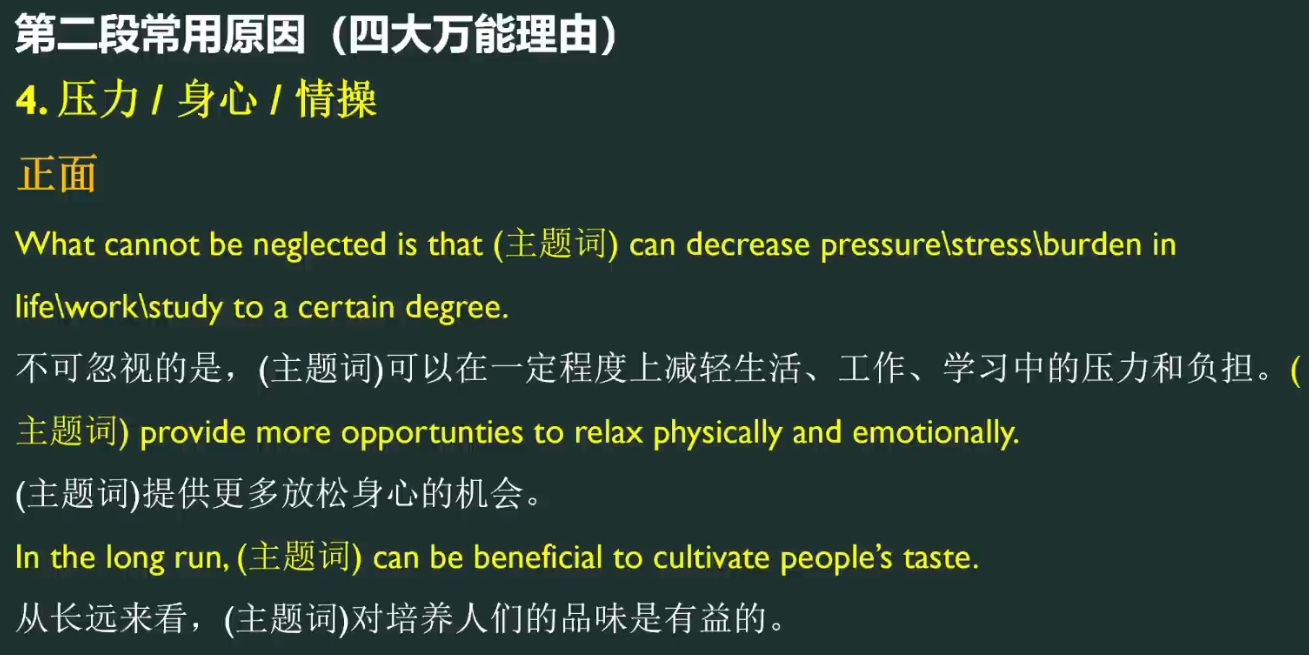 第二段常用原因（四大万能理由）
4. 压力 / 身心 / 情操
正面
What cannot be neglected is that (主题词) can decrease pressure\stress\burden in
life\work\study to a certain degree.
不可忽视的是，(主题词)可以在一定程度上减轻生活、工作、学习中的压力和负担。(
主题词) provide more opportunties to relax physically and emotionally.
(主题词)提供更多放松身心的机会。
In the long run, (主题词) can be beneficial to cultivate people’s taste.
从长远来看，(主题词)对培养人们的品味是有益的。